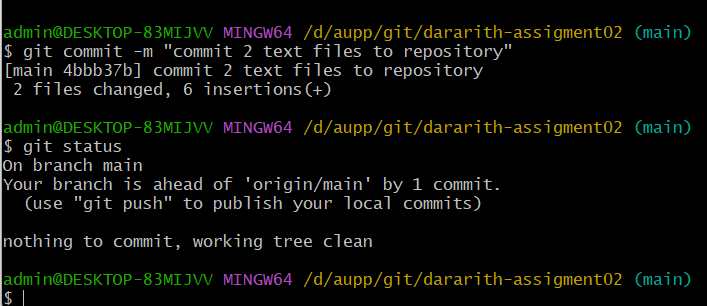 admin@DESKTOP-83MIJVV MINGW64 /d/aupp/git/dararith-assigment02 (main)
$ git commit -m "commit 2 text files to repository"
[main 4bbb37b] commit 2 text files to repository
 2 files changed, 6 insertions(+)

admin@DESKTOP-83MIJVV MINGW64 /d/aupp/git/dararith-assigment02 (main)
$ git status
On branch main
Your branch is ahead of 'origin/main' by 1 commit.
  (use "git push" to publish your local commits)

nothing to commit, working tree clean

admin@DESKTOP-83MIJVV MINGW64 /d/aupp/git/dararith-assigment02 (main)
$